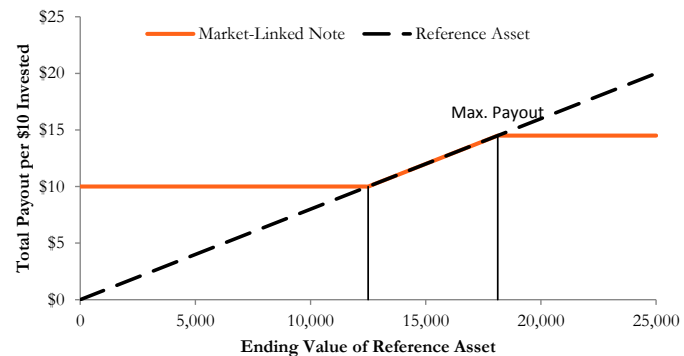 $25
Market-Linked Note
Reference Asset
$20
Max. Payout
$15
$10
$5
$0
0
5,000
10,000
15,000
20,000
25,000
Total Payout per $10 Invested
Ending Value of Reference Asset